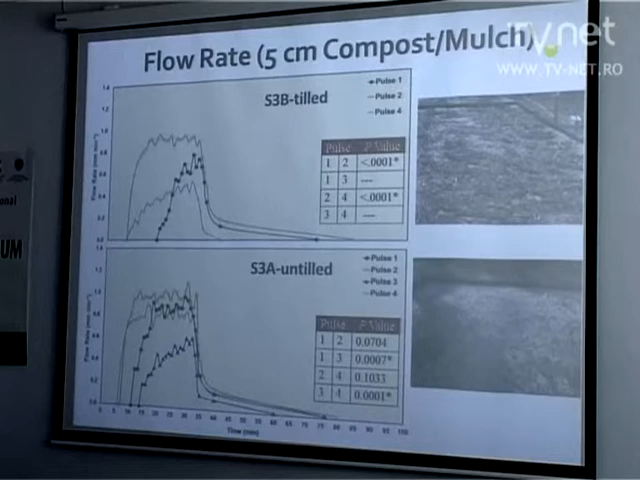 TVnet
WWW.TV-NET.RO
Flow Rate (5 cm Compost/Mulch)
S3B-tilled
Pulse 1
Pulse 2
Pulse 4
Pulse P Value
1 2 <.0001*
1 3 ---
2 4 <.0001*
3 4 ---
S3A-untilled
Pulse 1
Pulse 2
Pulse 3
Pulse 4
Pulse P Value
1 2 0.0704
1 3 0.0007*
2 4 0.1033
3 4 0.0001*
Time (min)
UM